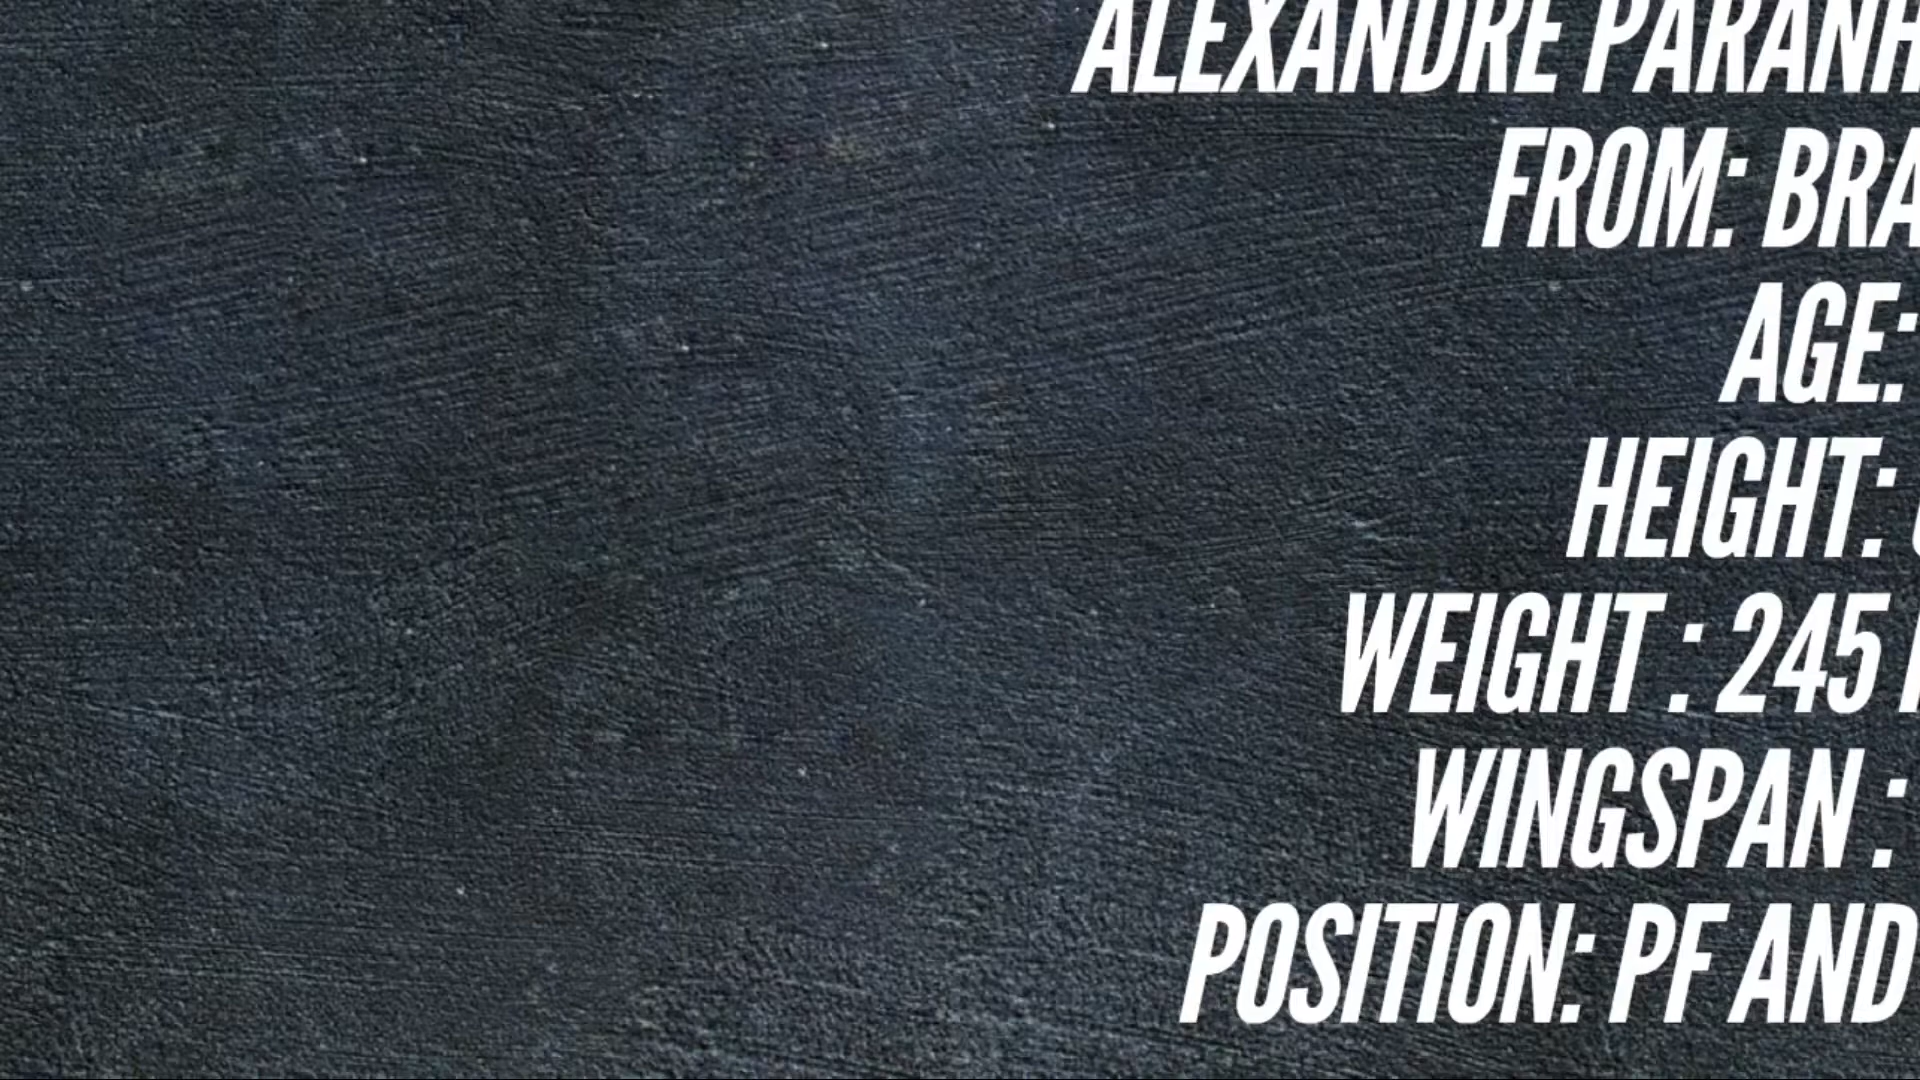 ALEXANDRE PARANH
FROM: BRA
AGE:
HEIGHT:
WEIGHT : 245
WINGSPAN :
POSITION: PF AND